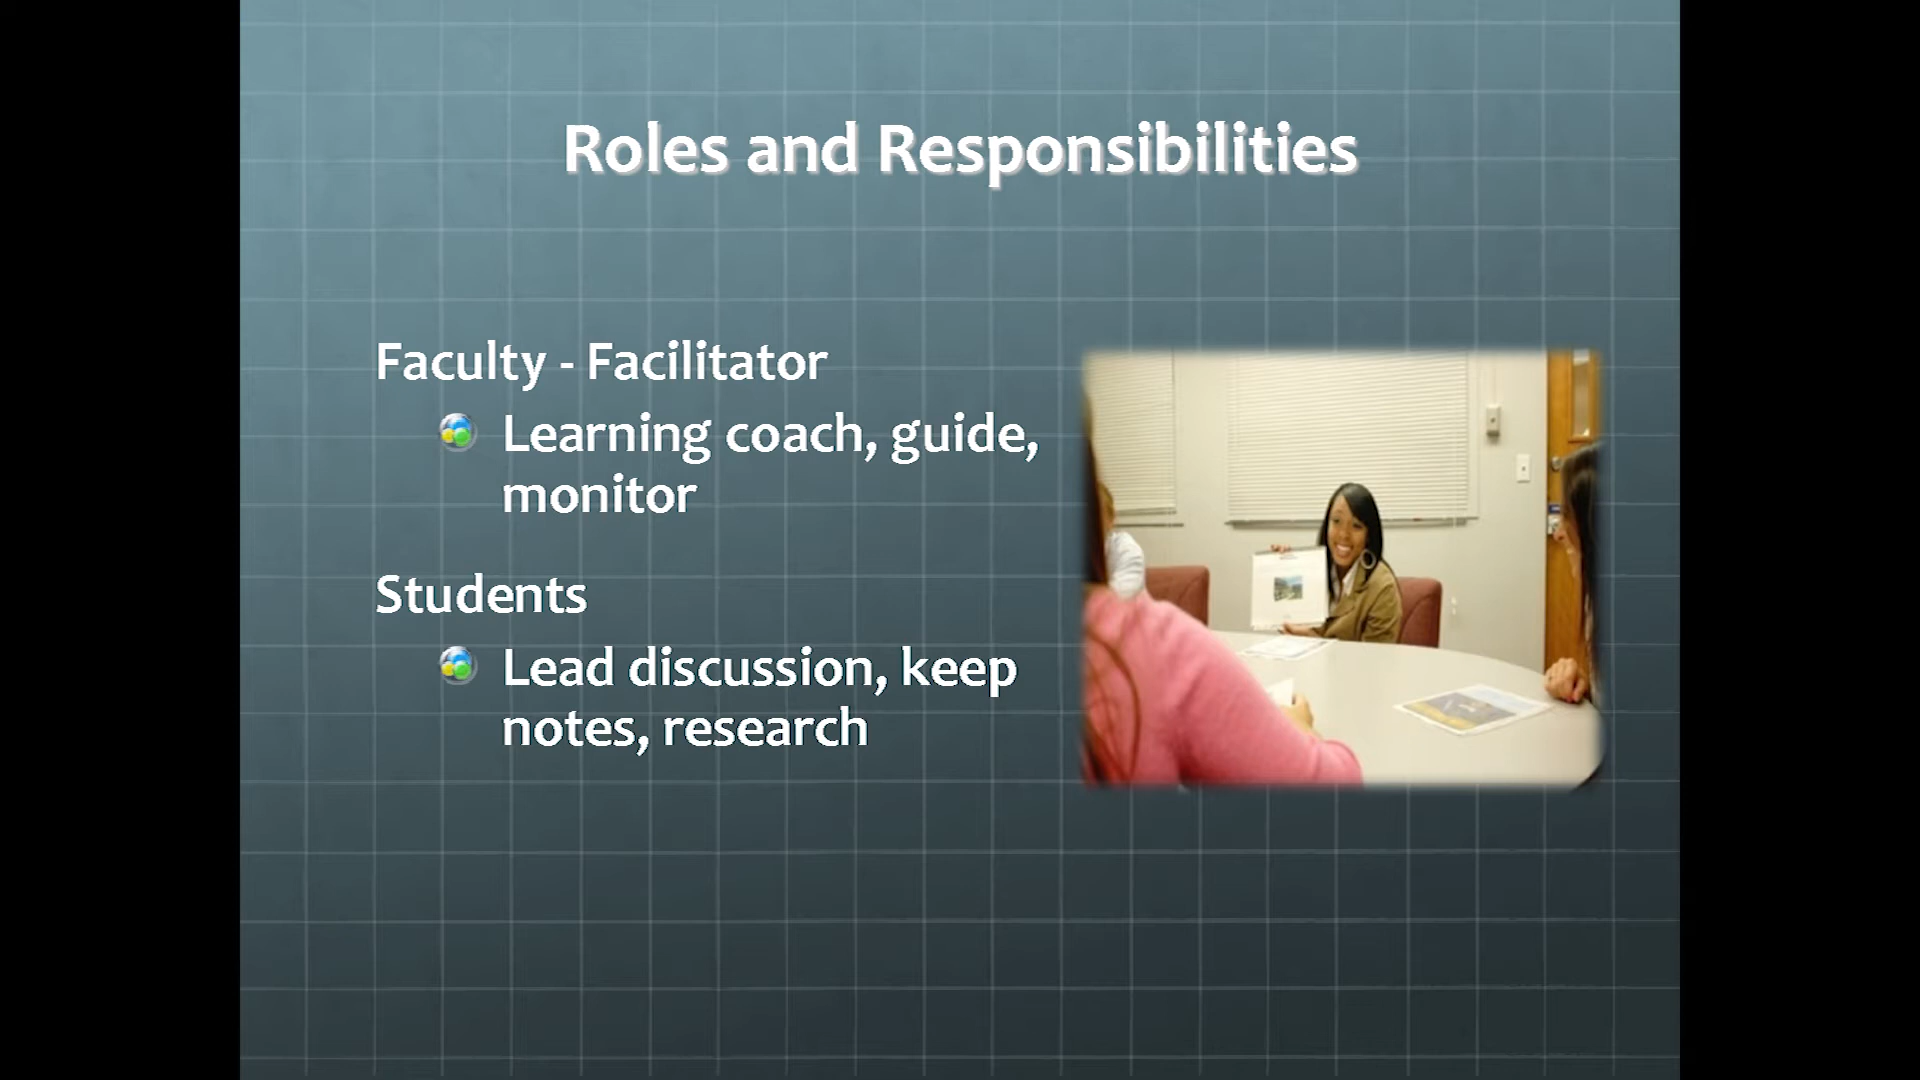 Roles and Responsibilities
Faculty - Facilitator
Learning coach, guide,
monitor
Students
Lead discussion, keep
notes, research